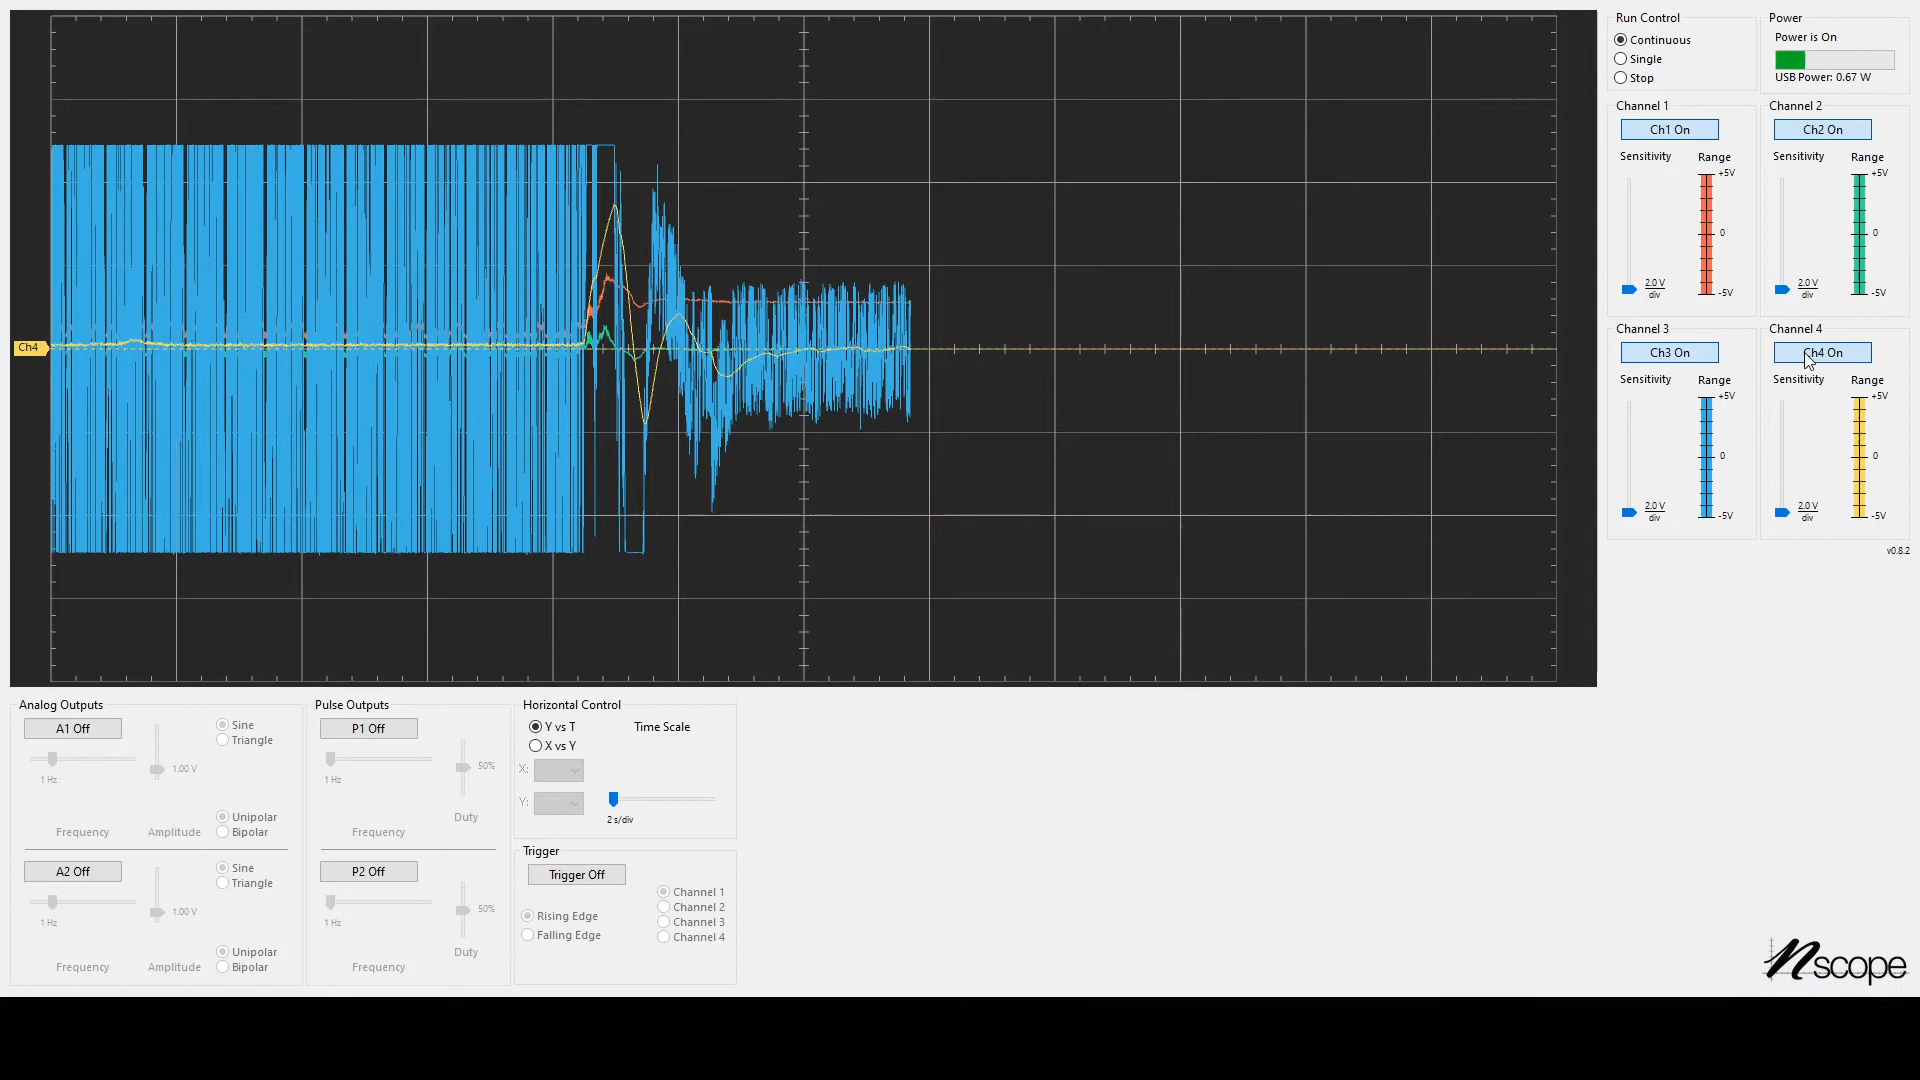 Run Control
Continuous
Single
Stop
Power
Power is On
USB Power: 0.67 W
Channel 1
Ch1 On
Sensitivity
Range
+5V
0
-5V
2.0 V
div
Channel 2
Ch2 On
Sensitivity
Range
+5V
0
-5V
2.0 V
div
Ch4
Channel 3
Ch3 On
Sensitivity
Range
+5V
0
-5V
2.0 V
div
Channel 4
Ch4 On
Sensitivity
Range
+5V
0
-5V
2.0 V
div
v0.8.2
Analog Outputs
A1 Off
Sine
Triangle
1.00 V
1 Hz
Unipolar
Bipolar
Frequency
Amplitude
A2 Off
Sine
Triangle
1.00 V
1 Hz
Unipolar
Bipolar
Frequency
Amplitude
Pulse Outputs
P1 Off
50%
1 Hz
Duty
Frequency
P2 Off
50%
1 Hz
Duty
Frequency
Horizontal Control
Y vs T
X vs Y
Time Scale
X:
Y:
2 s/div
Trigger
Trigger Off
Rising Edge
Falling Edge
Channel 1
Channel 2
Channel 3
Channel 4
nscope